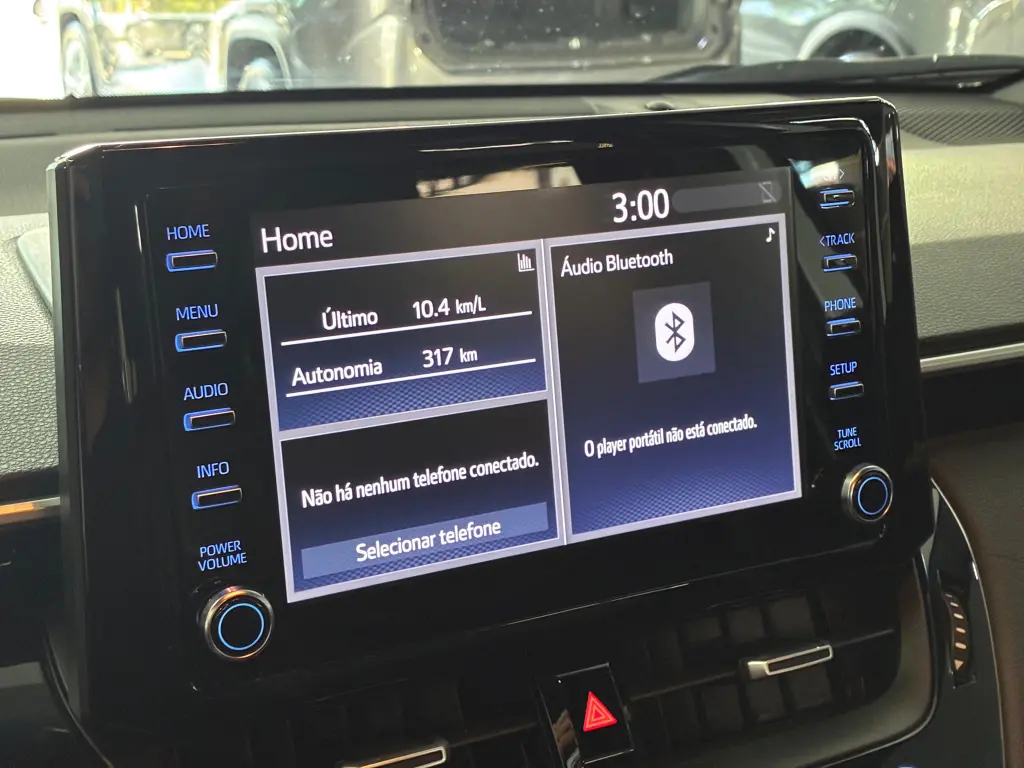 HOME
MENU
AUDIO
INFO
POWER
VOLUME
Home
3:00
Último 10.4 km/L
Autonomia 317 km
Não há nenhum telefone conectado.
Selecionar telefone
Áudio Bluetooth
O player portátil não está conectado.
<TRACK
PHONE
SETUP
TUNE
SCROLL